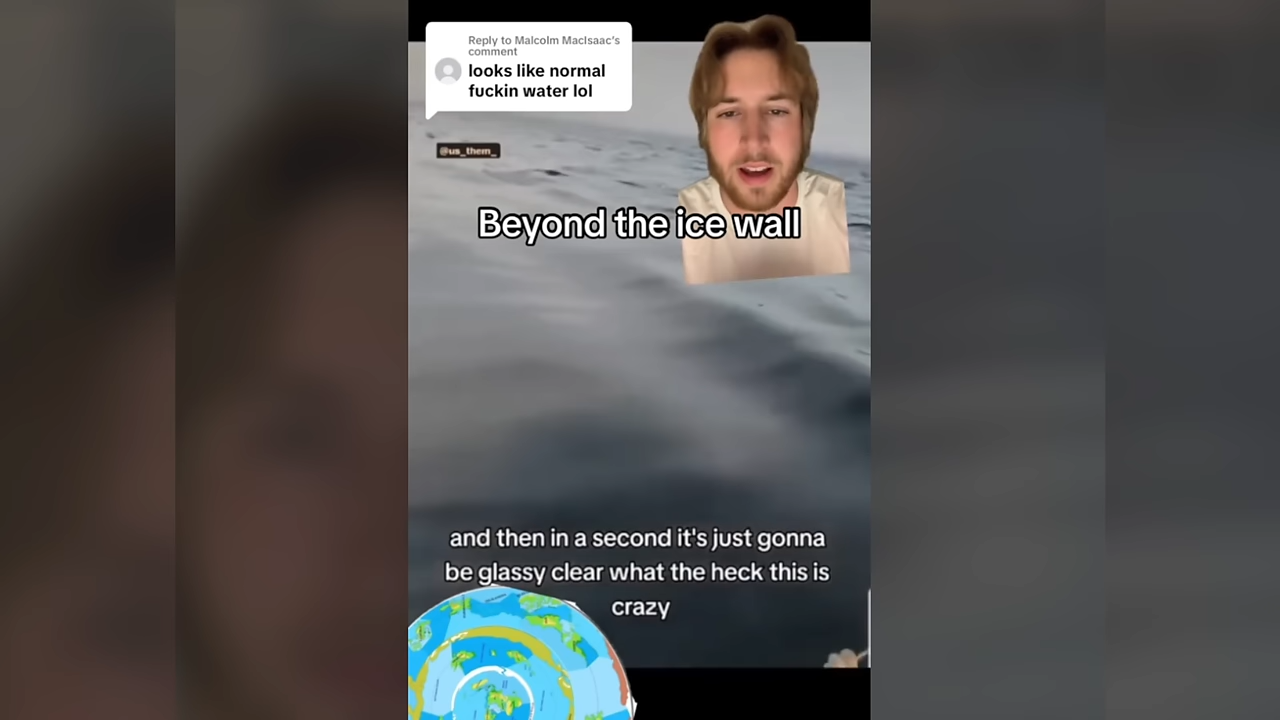 Reply to Malcolm MacIsaac's
comment
looks like normal
fuckin water lol
@us_them_
Beyond the ice wall
and then in a second it's just gonna
be glassy clear what the heck this is
crazy